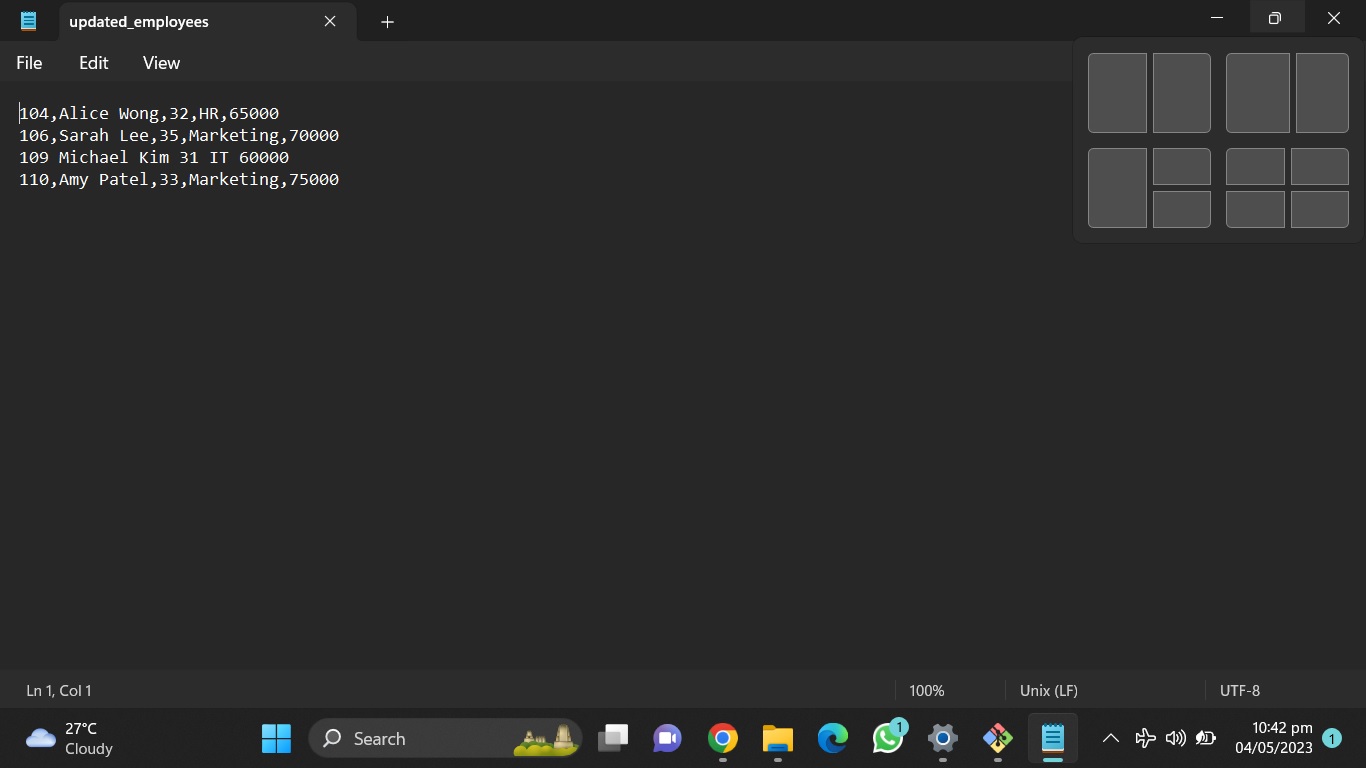 updated_employees
File Edit View
104,Alice Wong,32,HR,65000
106,Sarah Lee,35,Marketing,70000
109 Michael Kim 31 IT 60000
110,Amy Patel,33,Marketing,75000
Ln 1, Col 1 100% Unix (LF) UTF-8
27°C
Cloudy
Search
1
10:42 pm
04/05/2023
1